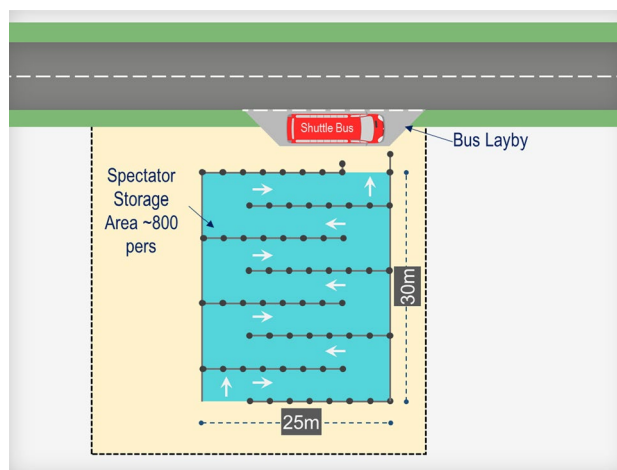 Shuttle Bus
Bus Layby
Spectator
Storage
Area ~800
pers
30m
25m